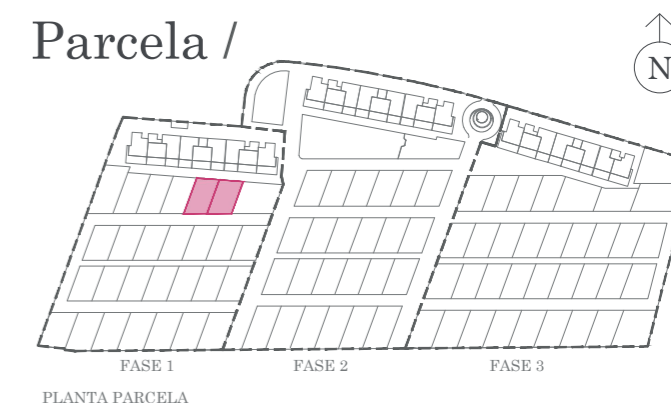 Parcela /
N
FASE 1 FASE 2 FASE 3
PLANTA PARCELA